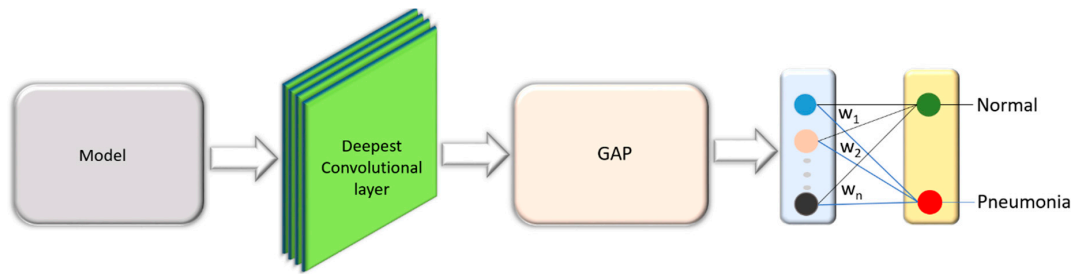 Model
Deepest
Convolutional
layer
GAP
w1
w2
wn
Normal
Pneumonia